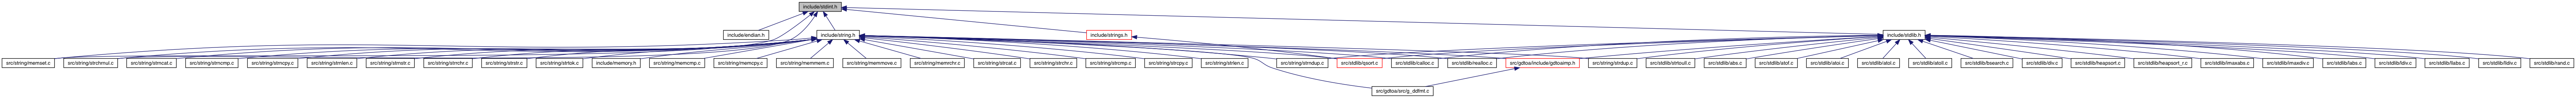 include/stdint.h
include/endian.h
include/string.h
include/strings.h
include/stdlib.h
src/string/memset.c
src/string/strchrnul.c
src/string/strncat.c
src/string/strncmp.c
src/string/strncpy.c
src/string/strnlen.c
src/string/strnstr.c
src/string/strrchr.c
src/string/strstr.c
src/string/strtok.c
include/memory.h
src/string/memcmp.c
src/string/memcpy.c
src/string/memmem.c
src/string/memmove.c
src/string/memrchr.c
src/string/strcat.c
src/string/strchr.c
src/string/strcmp.c
src/string/strcpy.c
src/string/strlen.c
src/string/strndup.c
src/stdlib/qsort.c
src/stdlib/calloc.c
src/stdlib/realloc.c
src/gdtoa/include/gdtoaimp.h
src/string/strdup.c
src/stdlib/strtoull.c
src/stdlib/abs.c
src/stdlib/atof.c
src/stdlib/atoi.c
src/stdlib/atol.c
src/stdlib/atoll.c
src/stdlib/bsearch.c
src/stdlib/div.c
src/stdlib/heapsort.c
src/stdlib/heapsort_r.c
src/stdlib/imaxabs.c
src/stdlib/imaxdiv.c
src/stdlib/labs.c
src/stdlib/ldiv.c
src/stdlib/llabs.c
src/stdlib/lldiv.c
src/stdlib/rand.c
src/gdtoa/src/g_ddfmt.c